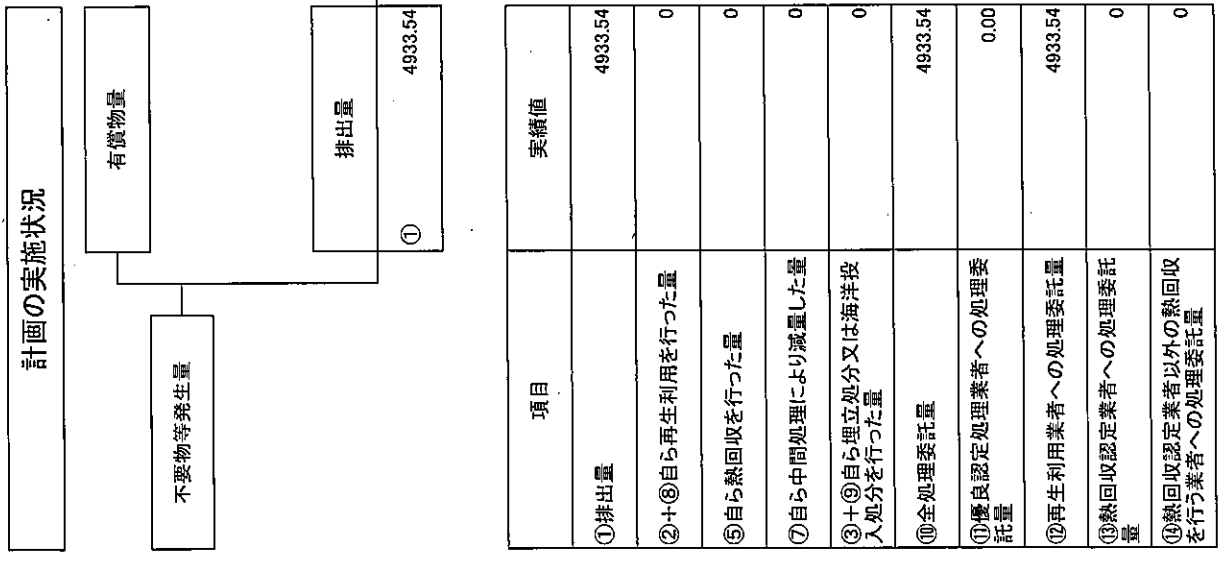 計画の実施状況
不要物等発生量
有償物量
排出量
① 4933.54
項目 実績値
①排出量 4933.54
②+⑧自ら再生利用を行った量 0
⑤自ら熱回収を行った量 0
⑦自ら中間処理により減量した量 0
③+⑨自ら埋立処分又は海洋投
入処分を行った量 0
⑩全処理委託量 4933.54
⑪優良認定処理業者への処理委
託量 0.00
⑫再生利用業者への処理委託量 4933.54
⑬熱回収認定業者への処理委託
量 0
⑭熱回収認定業者以外の熱回収
を行う業者への処理委託量 0